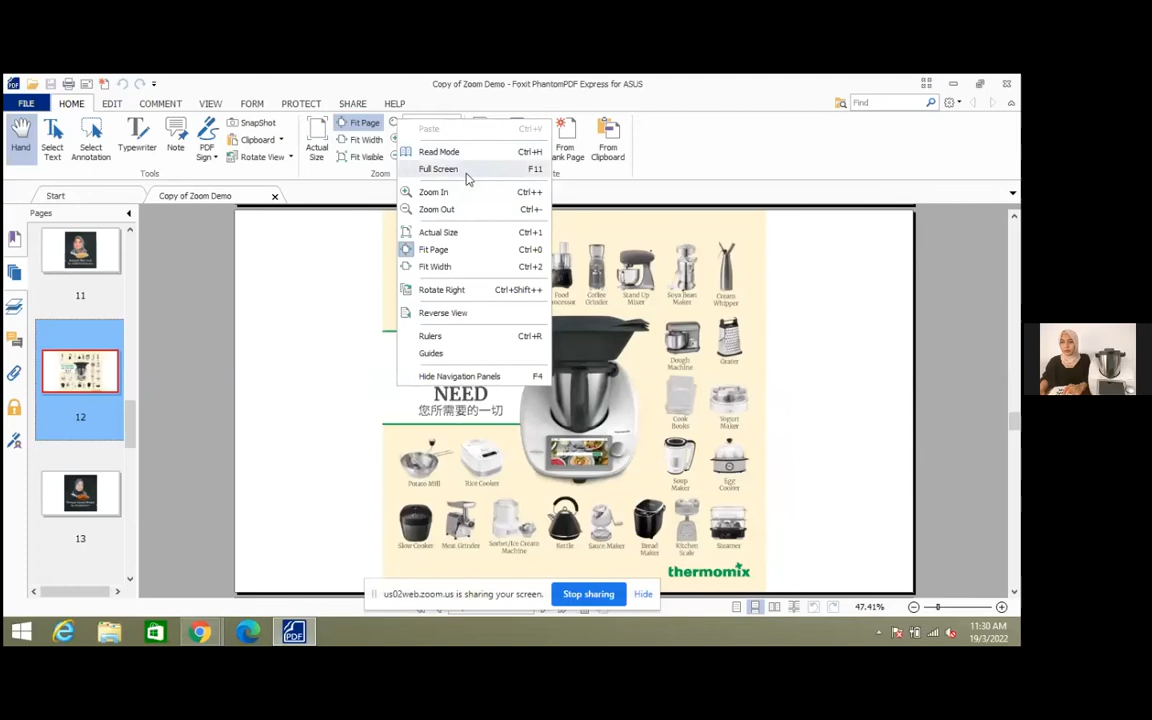 Copy of Zoom Demo - Foxit PhantomPDF Express for ASUS
FILE HOME EDIT COMMENT VIEW FORM PROTECT SHARE HELP
Find
Hand
Select Text
Select Annotation
Typewriter
Note
PDF Sign
SnapShot
Clipboard
Rotate View
Tools
Actual Size
Fit Page
Fit Width
Fit Visible
Zoom
From Clipboard
Paste Ctrl+V
Read Mode Ctrl+H
Full Screen F11
Zoom In Ctrl++
Zoom Out Ctrl+-
Actual Size Ctrl+1
Fit Page Ctrl+0
Fit Width Ctrl+2
Rotate Right Ctrl+Shift++
Reverse View
Rulers Ctrl+R
Guides
Hide Navigation Panels F4
Start
Copy of Zoom Demo
Pages
11
12
13
Food
Coffee Grinder
Stand Up Mixer
Soya Bean Maker
Cream Whipper
Dough Machine
Grater
NEED
您所需要的一切
Cook Books
Yogurt Maker
Potato Mill
Rice Cooker
Soup Maker
Egg Cooker
Slow Cooker
Meat Grinder
Sorbet/Ice Cream Machine
Kettle
Sauce Maker
Bread Maker
Kitchen Scale
Steamer
thermomix
us02web.zoom.us is sharing your screen.
Stop sharing
Hide
47.41%
11:30 AM
19/3/2022